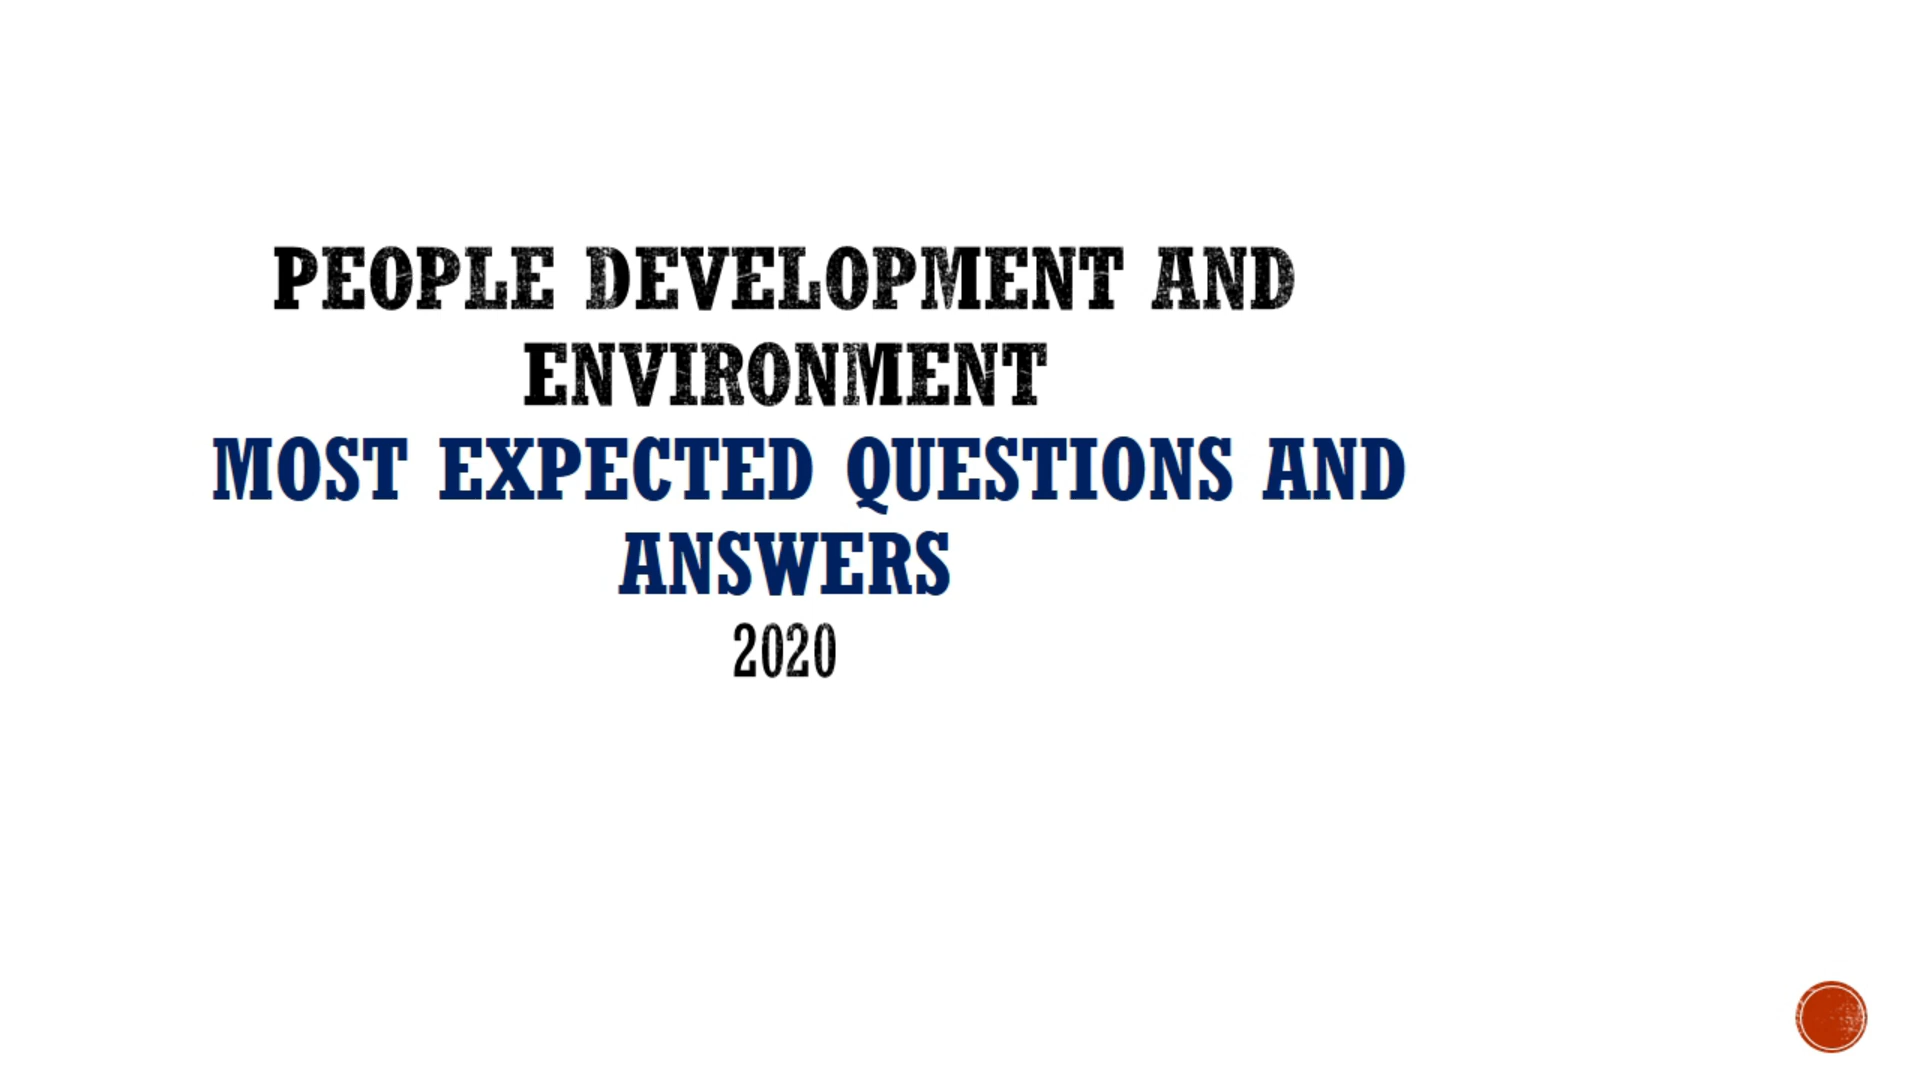 PEOPLE DEVELOPMENT AND
ENVIRONMENT
MOST EXPECTED QUESTIONS AND
ANSWERS
2020